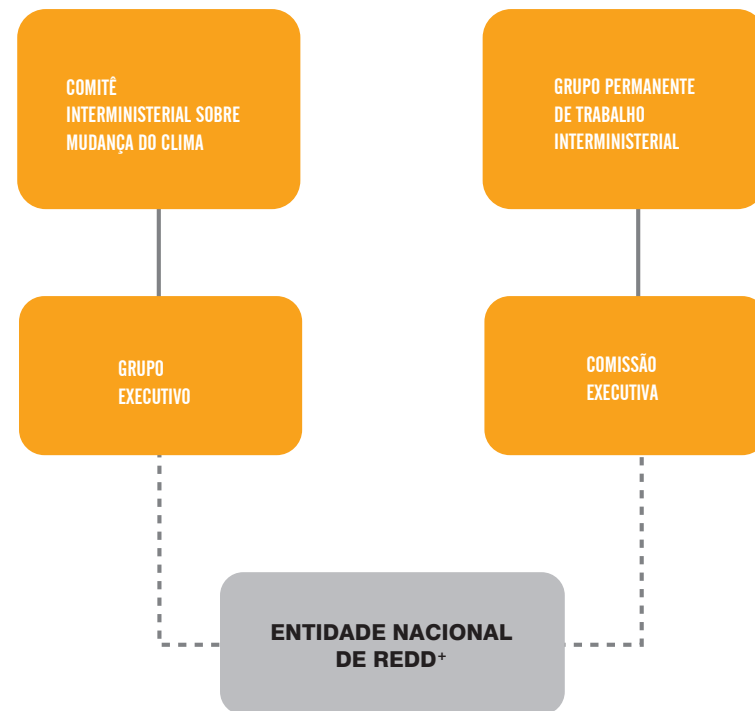 COMITÊ
INTERMINISTERIAL SOBRE
MUDANÇA DO CLIMA
GRUPO PERMANENTE
DE TRABALHO
INTERMINISTERIAL
GRUPO
EXECUTIVO
COMISSÃO
EXECUTIVA
ENTIDADE NACIONAL
DE REDD+